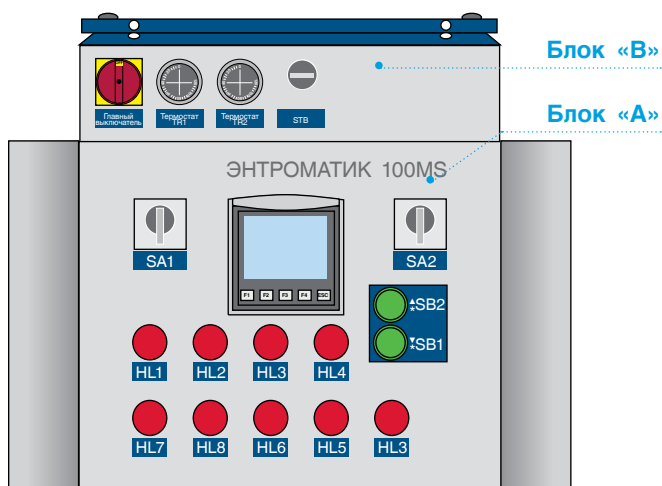 Блок «В»
Главный выключатель
Термостат TR1
Термостат TR2
STB
Блок «А»
ЭНТРОМАТИК 100MS
SA1
SA2
F1 F2 F3 F4 ESC
SB2
SB1
HL1 HL2 HL3 HL4
HL7 HL8 HL6 HL5 HL3